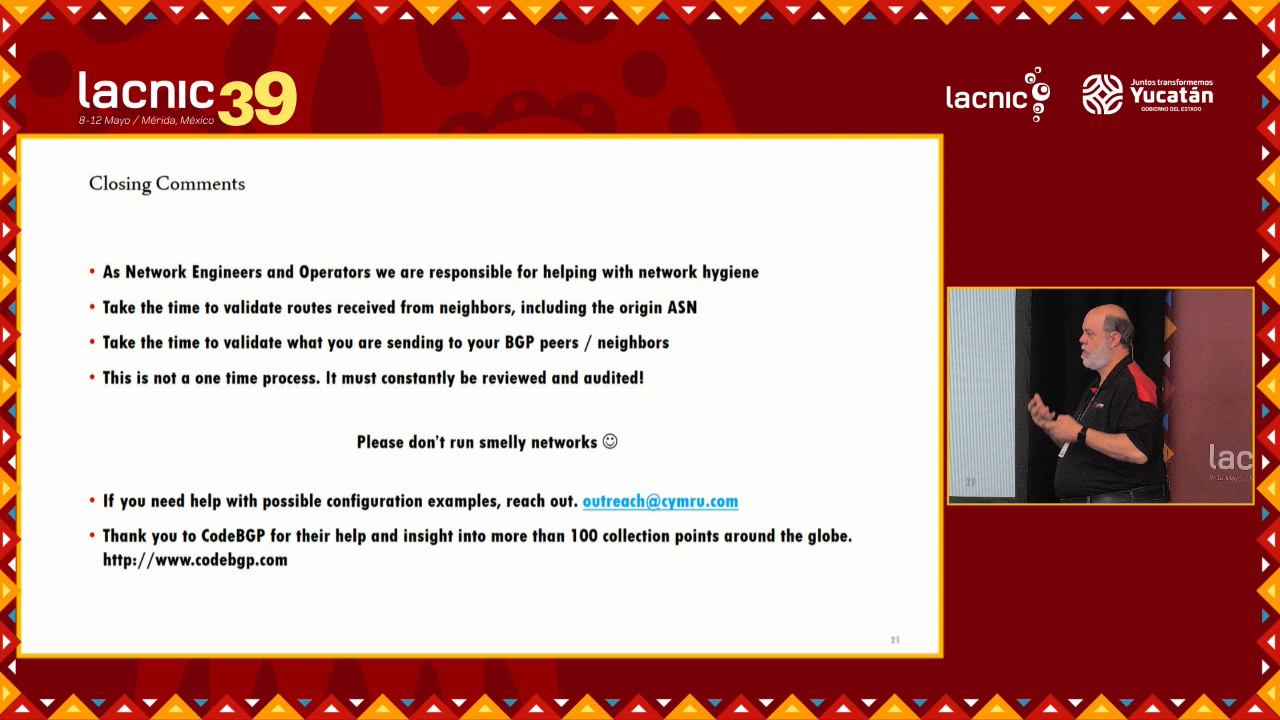 lacnic 39
8-12 Mayo / Mérida, México
lacnic
Juntos transformemos
Yucatán
GOBIERNO DEL ESTADO
Closing Comments
• As Network Engineers and Operators we are responsible for helping with network hygiene
• Take the time to validate routes received from neighbors, including the origin ASN
• Take the time to validate what you are sending to your BGP peers / neighbors
• This is not a one time process. It must constantly be reviewed and audited!
Please don't run smelly networks ☺
• If you need help with possible configuration examples, reach out. outreach@cymru.com
• Thank you to CodeBGP for their help and insight into more than 100 collection points around the globe.
http://www.codebgp.com
21
21
lac